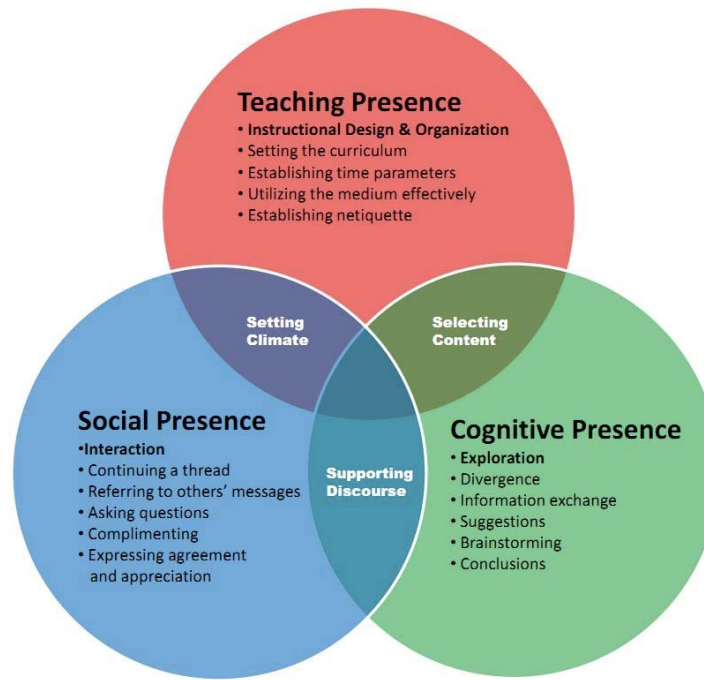 Teaching Presence
• Instructional Design & Organization
• Setting the curriculum
• Establishing time parameters
• Utilizing the medium effectively
• Establishing netiquette
Setting
Climate
Selecting
Content
Social Presence
•Interaction
• Continuing a thread
• Referring to others’ messages
• Asking questions
• Complimenting
• Expressing agreement
and appreciation
Supporting
Discourse
Cognitive Presence
• Exploration
• Divergence
• Information exchange
• Suggestions
• Brainstorming
• Conclusions